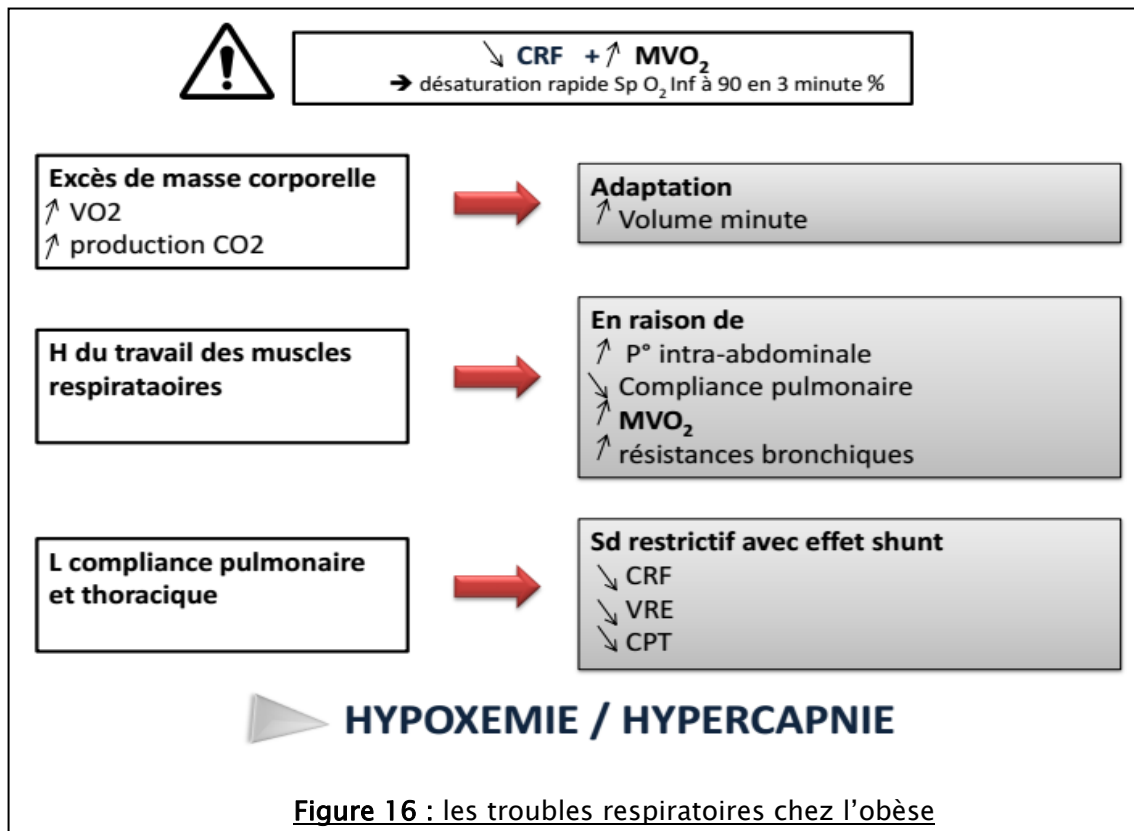 ↘ CRF + ↗ MVO₂
➔ désaturation rapide Sp O₂ Inf à 90 en 3 minute %
Excès de masse corporelle
↗ VO2
↗ production CO2
Adaptation
↗ Volume minute
H du travail des muscles
respirataoires
En raison de
↗ P° intra-abdominale
↘ Compliance pulmonaire
↗ MVO₂
↗ résistances bronchiques
L compliance pulmonaire
et thoracique
Sd restrictif avec effet shunt
↘ CRF
↘ VRE
↘ CPT
HYPOXEMIE / HYPERCAPNIE
Figure 16 : les troubles respiratoires chez l’obèse